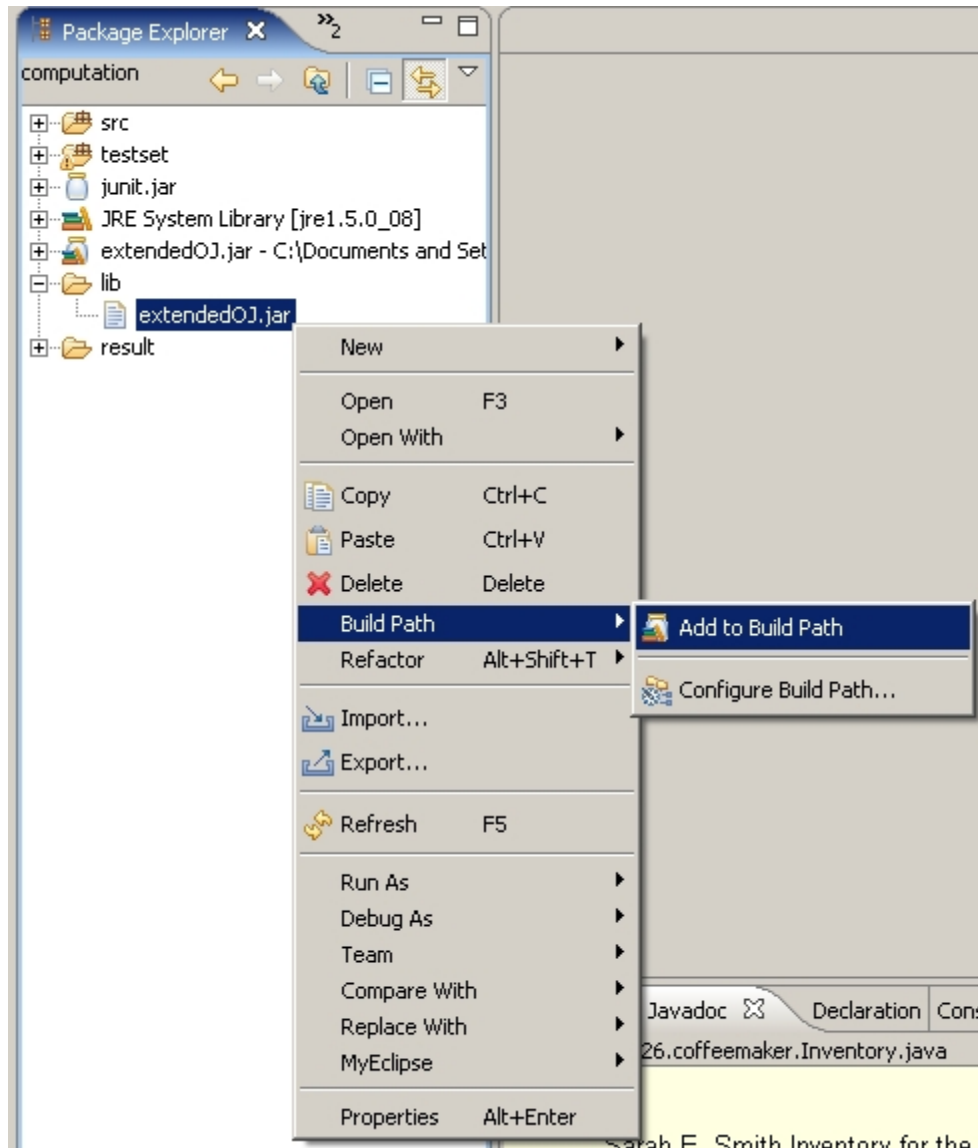 Package Explorer
»2
computation
src
testset
junit.jar
JRE System Library [jre1.5.0_08]
extendedOJ.jar - C:\Documents and Set
lib
extendedOJ.jar
result
New
Open F3
Open With
Copy Ctrl+C
Paste Ctrl+V
Delete Delete
Build Path
Refactor Alt+Shift+T
Import...
Export...
Refresh F5
Run As
Debug As
Team
Compare With
Replace With
MyEclipse
Properties Alt+Enter
Add to Build Path
Configure Build Path...
Javadoc Declaration Cons
26.coffeemaker.Inventory.java
Sarah E. Smith Inventory for the